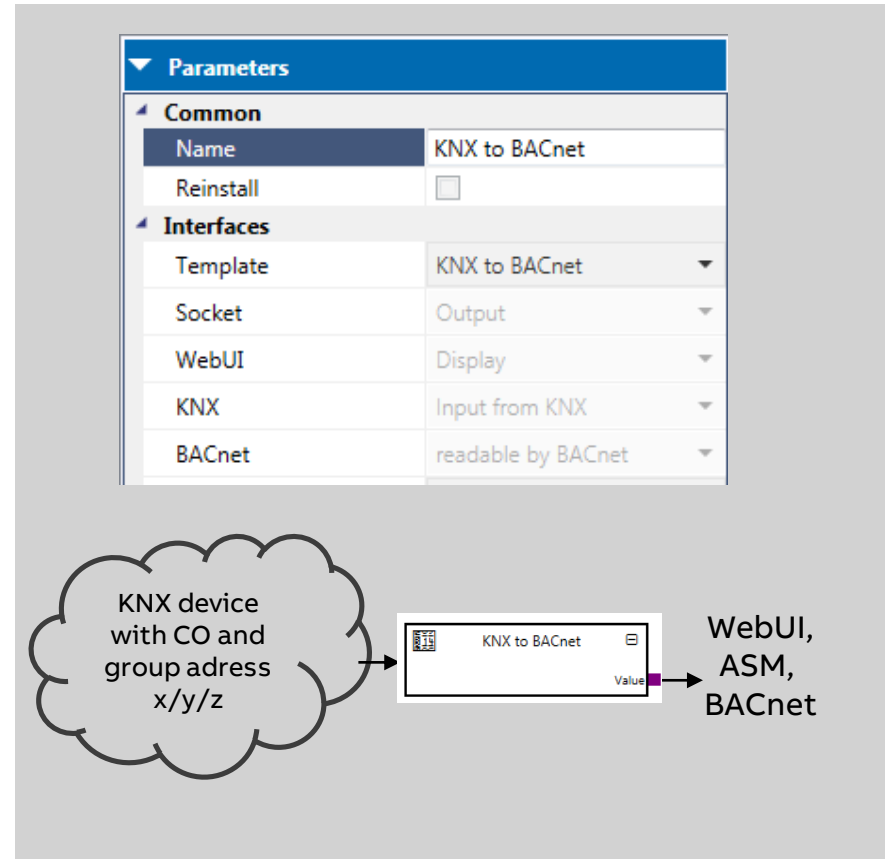 Parameters
Common
Name KNX to BACnet
Reinstall
Interfaces
Template KNX to BACnet
Socket Output
WebUI Display
KNX Input from KNX
BACnet readable by BACnet
KNX device
with CO and
group adress
x/y/z
KNX to BACnet
Value
WebUI,
ASM,
BACnet